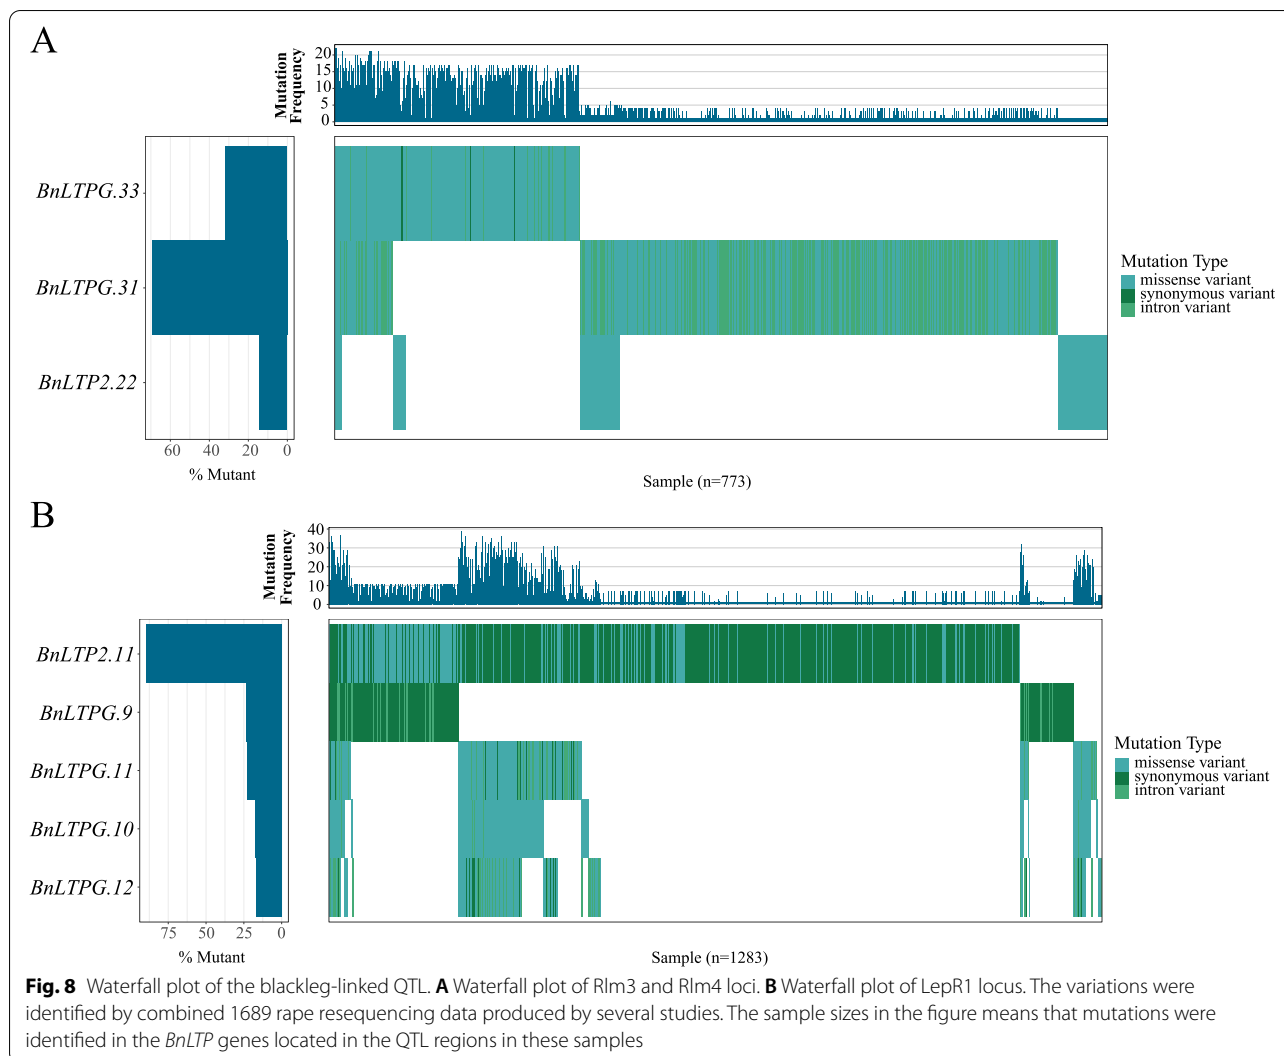 A
Mutation
Frequency
20
15
10
5
0
BnLTPG.33
BnLTPG.31
BnLTP2.22
60 40 20 0
% Mutant
Sample (n=773)
Mutation Type
missense variant
synonymous variant
intron variant
B
Mutation
Frequency
40
30
20
10
0
BnLTP2.11
BnLTPG.9
BnLTPG.11
BnLTPG.10
BnLTPG.12
75 50 25 0
% Mutant
Sample (n=1283)
Mutation Type
missense variant
synonymous variant
intron variant
Fig. 8 Waterfall plot of the blackleg-linked QTL. A Waterfall plot of Rlm3 and Rlm4 loci. B Waterfall plot of LepR1 locus. The variations were
identified by combined 1689 rape resequencing data produced by several studies. The sample sizes in the figure means that mutations were
identified in the BnLTP genes located in the QTL regions in these samples